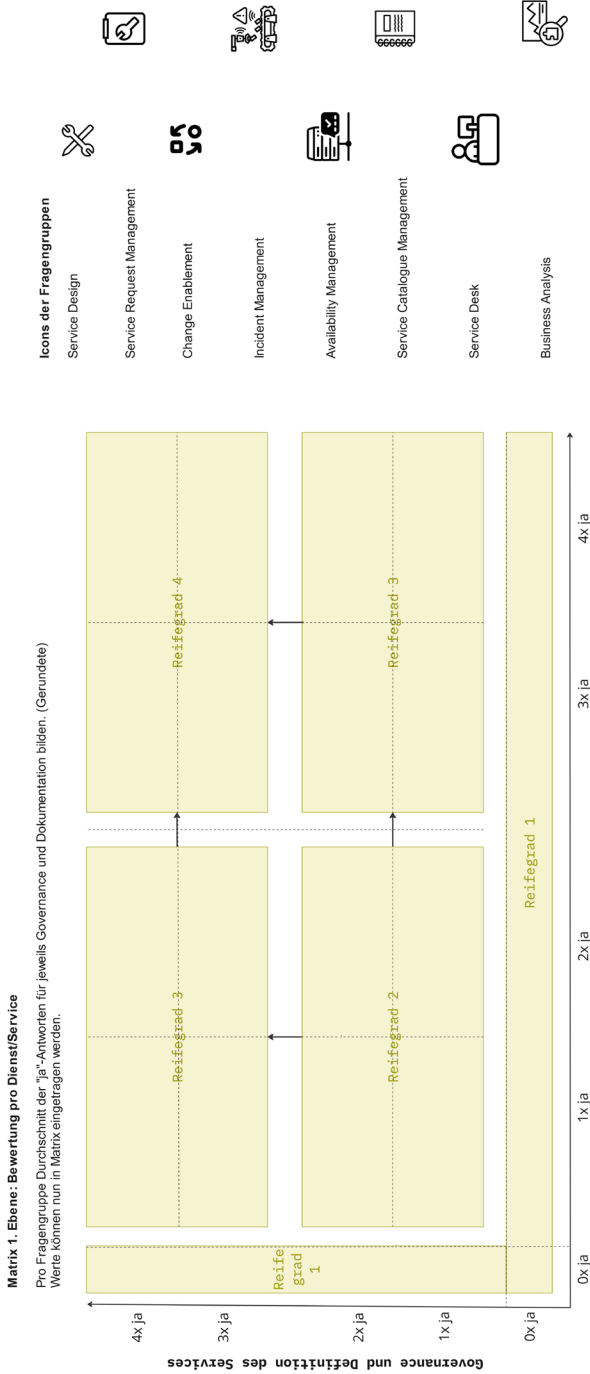 Matrix 1. Ebene: Bewertung pro Dienst/Service
Pro Fragengruppe Durchschnitt der "ja"-Antworten für jeweils Governance und Dokumentation bilden. (Gerundete)
Werte können nun in Matrix eingetragen werden.
Governance und Definition des Services
4x ja
3x ja
2x ja
1x ja
0x ja
Reife
grad
1
Reifegrad 3
Reifegrad 4
Reifegrad 2
Reifegrad 3
Reifegrad 1
0x ja
1x ja
2x ja
3x ja
4x ja
Icons der Fragengruppen
Service Design
Service Request Management
Change Enablement
Incident Management
Availability Management
Service Catalogue Management
Service Desk
Business Analysis